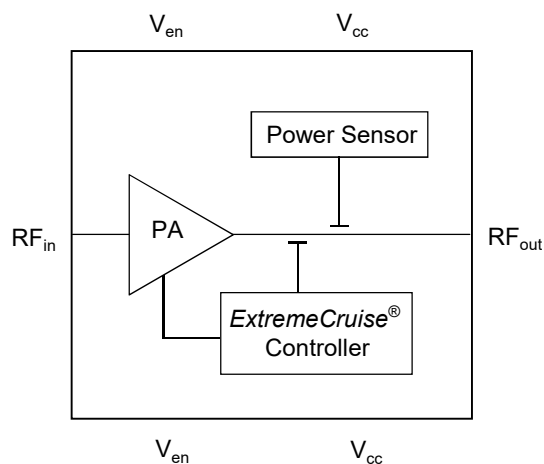 V_en V_cc
Power Sensor
RF_in PA RF_out
ExtremeCruise®
Controller
V_en V_cc